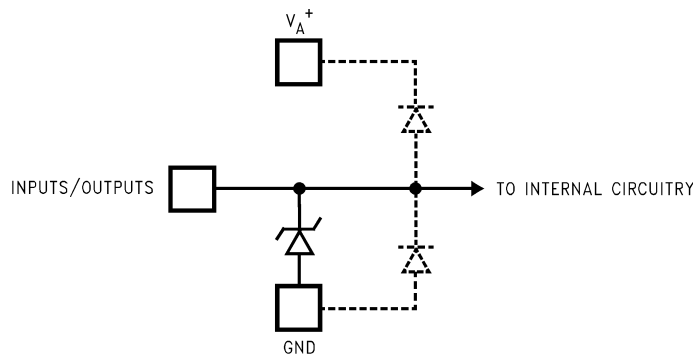 VA+
INPUTS/OUTPUTS
TO INTERNAL CIRCUITRY
GND